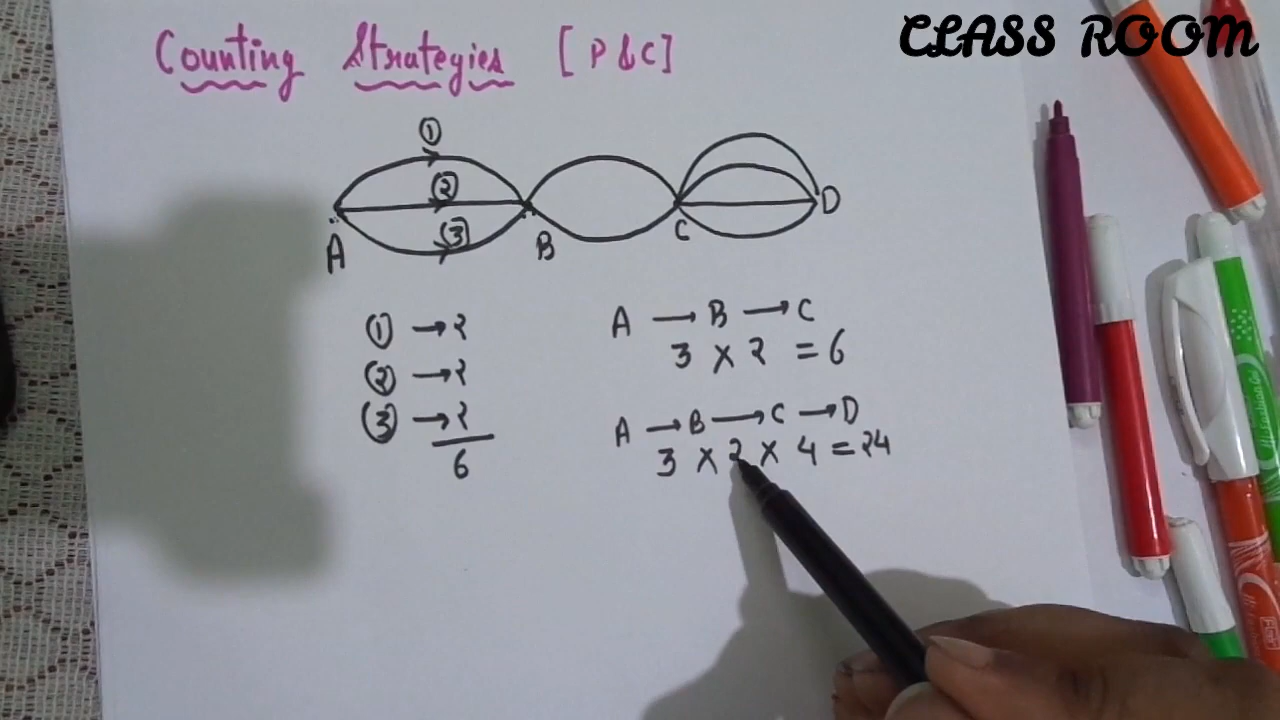 CLASS ROOM
Counting Strategies [P&C]
①
②
③
A
B
C
D
① → 2
② → 2
③ → 2
6
A → B → C
3 × 2 = 6
A → B → C → D
3 × 2 × 4 = 24